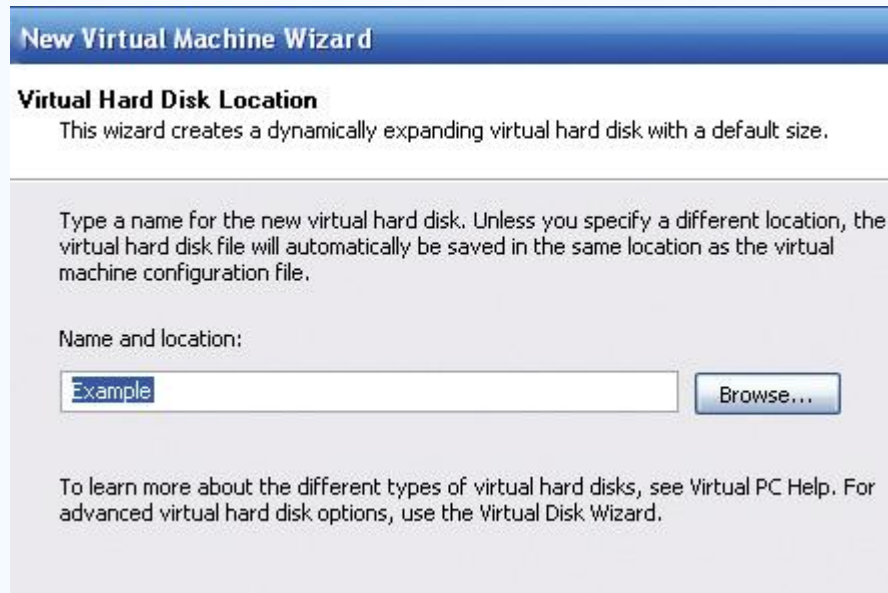 New Virtual Machine Wizard
Virtual Hard Disk Location
This wizard creates a dynamically expanding virtual hard disk with a default size.
Type a name for the new virtual hard disk. Unless you specify a different location, the
virtual hard disk file will automatically be saved in the same location as the virtual
machine configuration file.
Name and location:
Example
Browse...
To learn more about the different types of virtual hard disks, see Virtual PC Help. For
advanced virtual hard disk options, use the Virtual Disk Wizard.